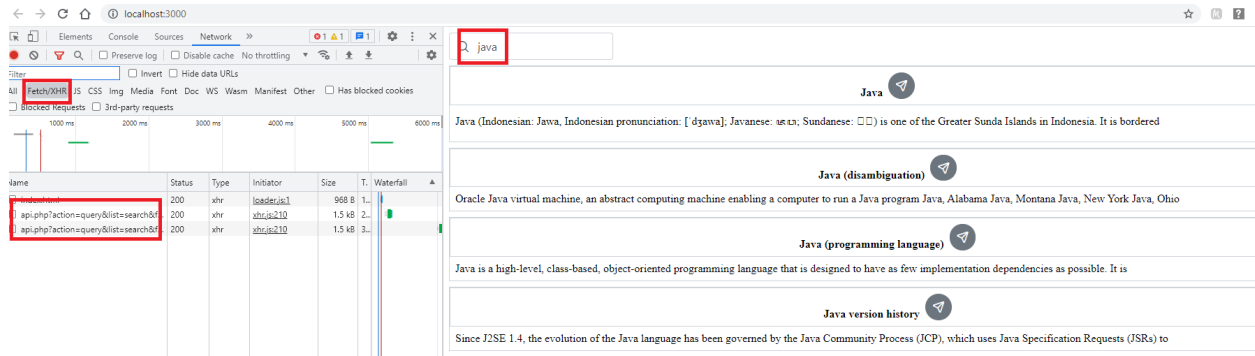 localhost:3000
Elements Console Sources Network » 1 1 1
Preserve log Disable cache No throttling
Filter Invert Hide data URLs
All Fetch/XHR JS CSS Img Media Font Doc WS Wasm Manifest Other Has blocked cookies
Blocked Requests 3rd-party requests
1000 ms 2000 ms 3000 ms 4000 ms 5000 ms 6000 ms
Name Status Type Initiator Size T. Waterfall
index.html 200 xhr loader.js:1 968 B 1...
api.php?action=query&list=search&f... 200 xhr xhr.js:210 1.5 kB 2...
api.php?action=query&list=search&f... 200 xhr xhr.js:210 1.5 kB 3...
java
Java
Java (Indonesian: Jawa, Indonesian pronunciation: [ˈdʒawa]; Javanese: ; Sundanese: □□) is one of the Greater Sunda Islands in Indonesia. It is bordered
Java (disambiguation)
Oracle Java virtual machine, an abstract computing machine enabling a computer to run a Java program Java, Alabama Java, Montana Java, New York Java, Ohio
Java (programming language)
Java is a high-level, class-based, object-oriented programming language that is designed to have as few implementation dependencies as possible. It is
Java version history
Since J2SE 1.4, the evolution of the Java language has been governed by the Java Community Process (JCP), which uses Java Specification Requests (JSRs) to